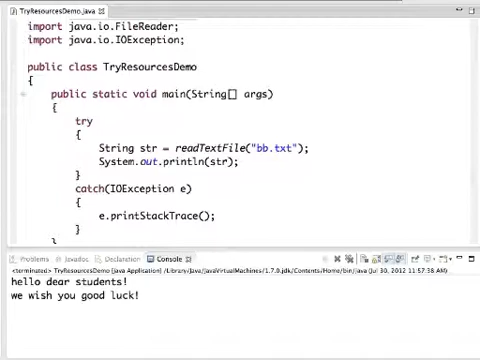 TryResourcesDemo.java
import java.io.FileReader;
import java.io.IOException;
public class TryResourcesDemo
{
public static void main(String[] args)
{
try
{
String str = readTextFile("bb.txt");
System.out.println(str);
}
catch(IOException e)
{
e.printStackTrace();
}
}
Problems Javadoc Declaration Console
<terminated> TryResourcesDemo [Java Application] /Library/Java/JavaVirtualMachines/1.7.0.jdk/Contents/Home/bin/java (Jul 30, 2012 11:57:38 AM)
hello dear students!
we wish you good luck!